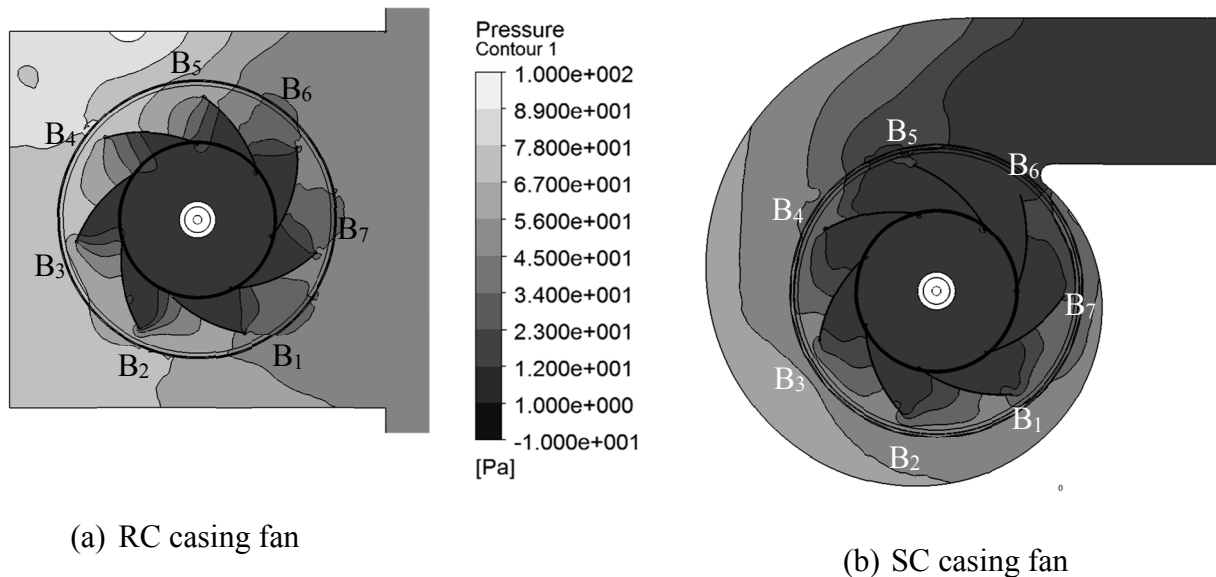 B₅
B₆
B₄
B₇
B₃
B₂
B₁
Pressure
Contour 1
1.000e+002
8.900e+001
7.800e+001
6.700e+001
5.600e+001
4.500e+001
3.400e+001
2.300e+001
1.200e+001
1.000e+000
-1.000e+001
[Pa]
B₅
B₆
B₄
B₇
B₃
B₁
B₂
0
(a) RC casing fan
(b) SC casing fan